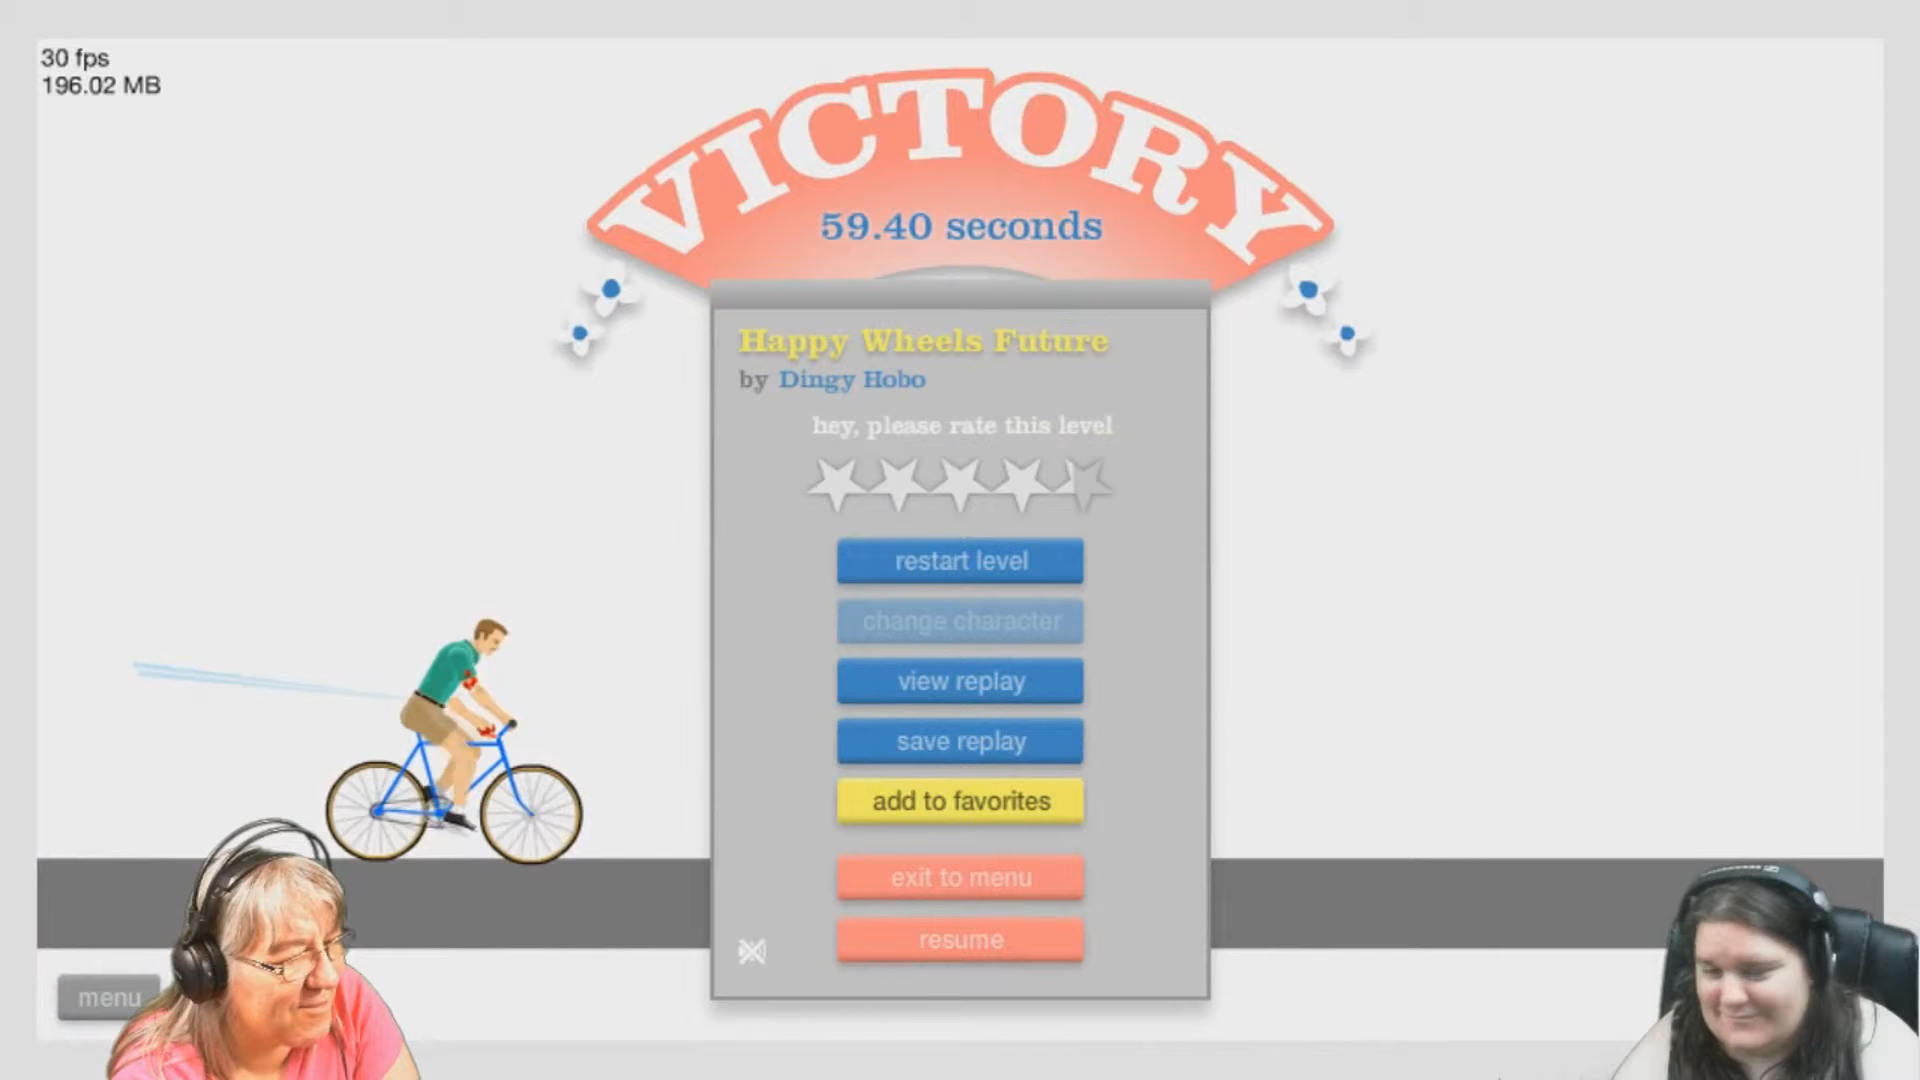 30 fps
196.02 MB
VICTORY
59.40 seconds
Happy Wheels Future
by Dingy Hobo
hey, please rate this level
restart level
change character
view replay
save replay
add to favorites
exit to menu
resume
menu